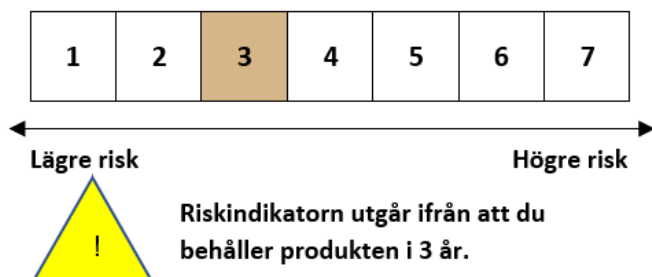 1 2 3 4 5 6 7
Lägre risk Högre risk
!
Riskindikatorn utgår ifrån att du
behåller produkten i 3 år.